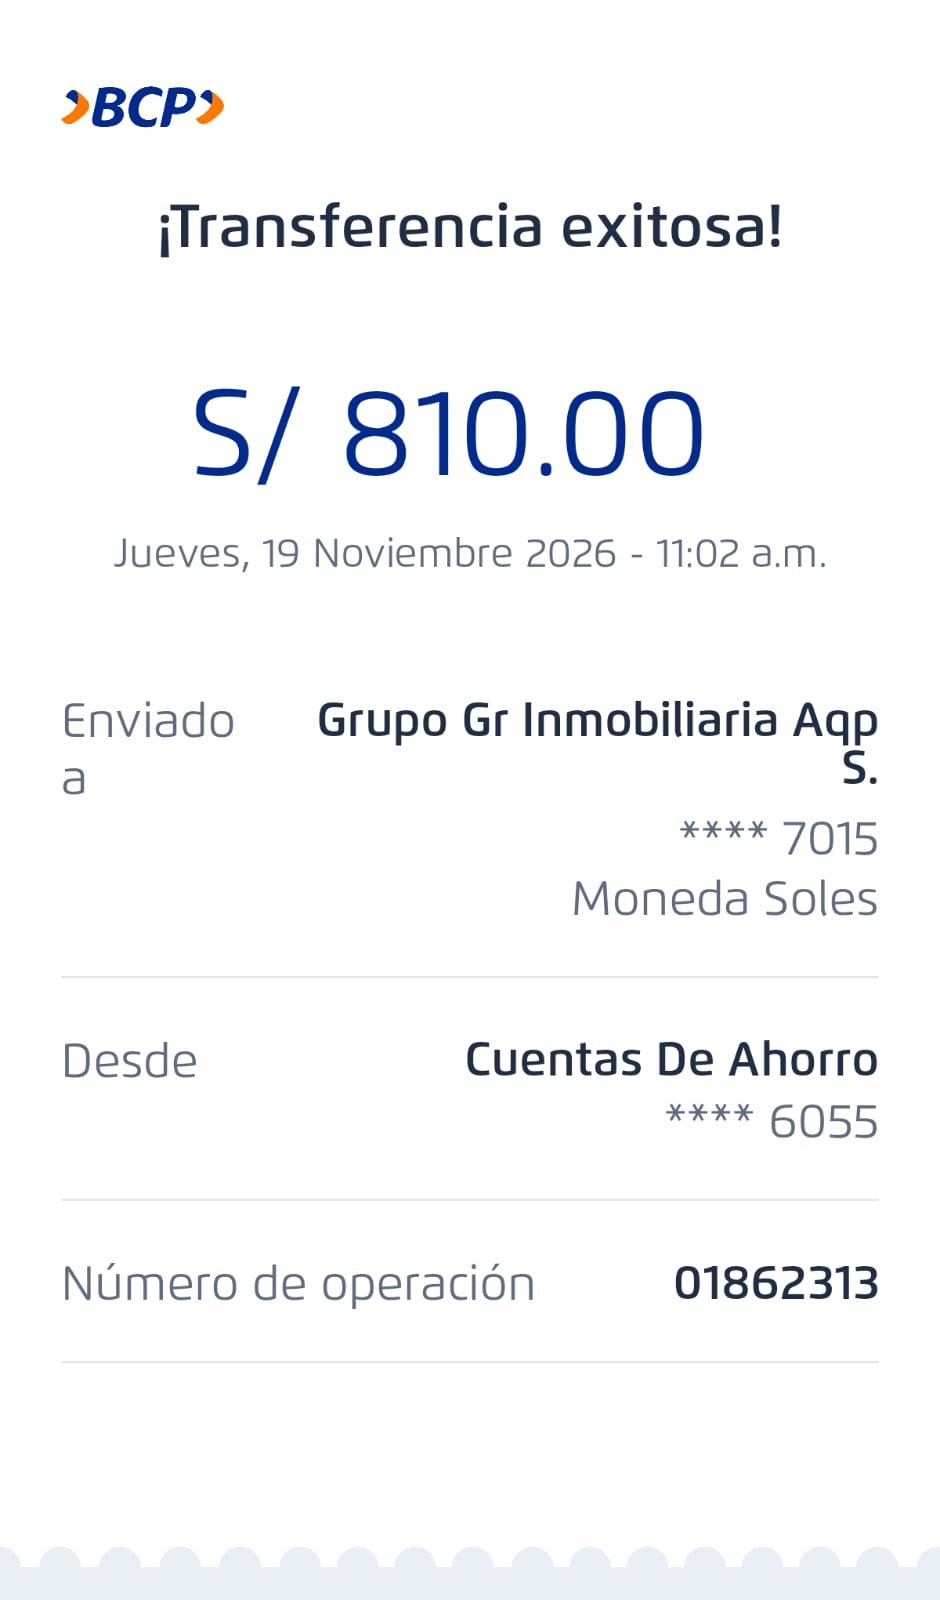 BCP
¡Transferencia exitosa!
S/ 810.00
Jueves, 19 Noviembre 2026 - 11:02 a.m.
Enviado a
Grupo Gr Inmobiliaria Aqp
S.
**** 7015
Moneda Soles
Desde
Cuentas De Ahorro
**** 6055
Número de operación
01862313